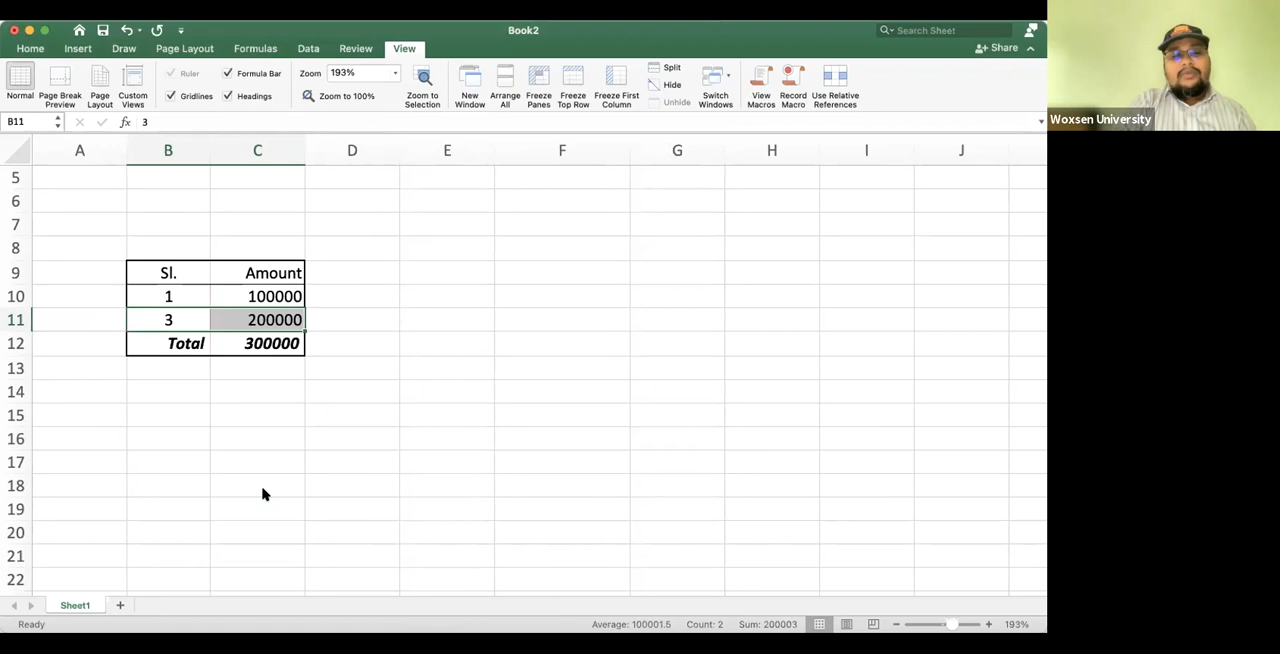 Book2
Search Sheet
Home Insert Draw Page Layout Formulas Data Review View Share
Normal Page Break Preview Page Layout Custom Views
Ruler Formula Bar
Gridlines Headings
Zoom 193%
Zoom to 100%
Zoom to Selection
New Window Arrange All Freeze Panes Freeze Top Row Freeze First Column
Split
Hide
Unhide
Switch Windows View Macros Record Macro Use Relative References
B11 fx 3
A B C D E F G H I J
5
6
7
8
9 Sl. Amount
10 1 100000
11 3 200000
12 Total 300000
13
14
15
16
17
18
19
20
21
22
Sheet1
Ready Average: 100001.5 Count: 2 Sum: 200003 193%
Woxsen University